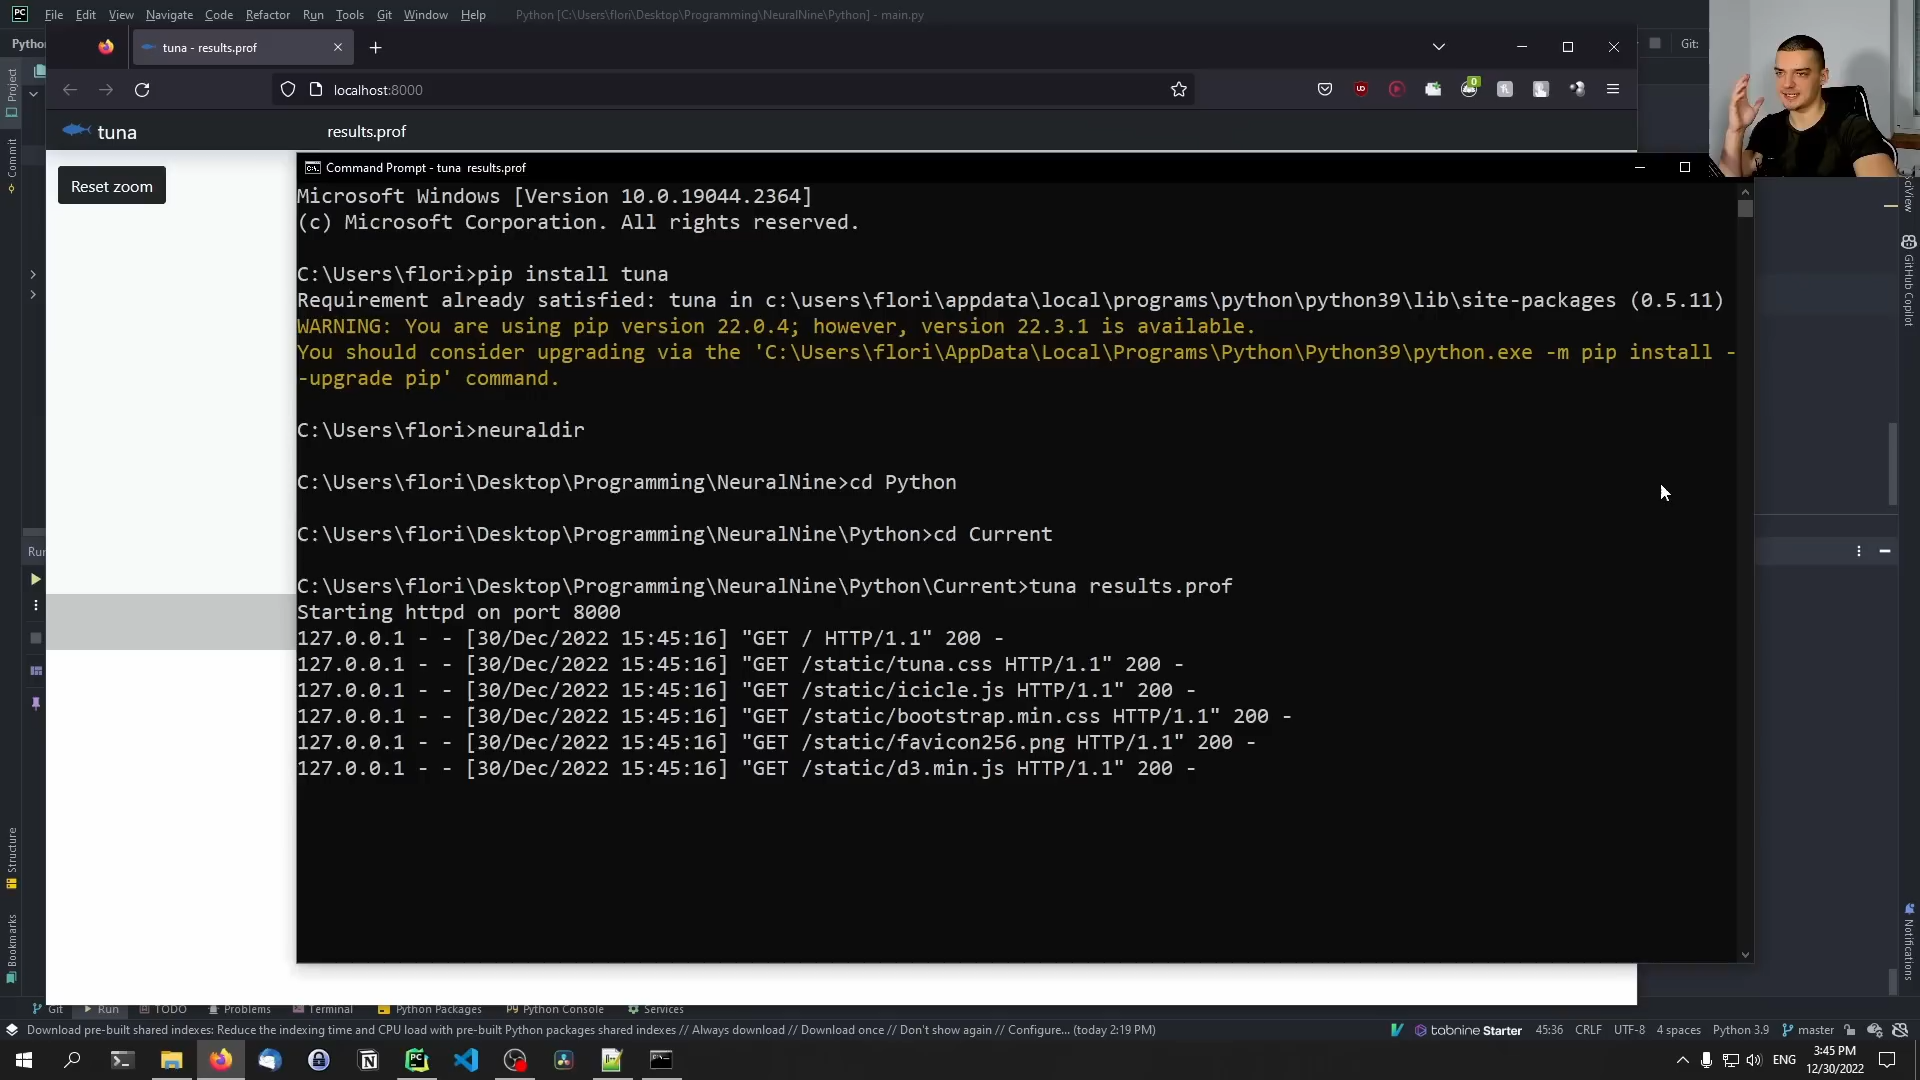 PC File Edit View Navigate Code Refactor Run Tools Git Window Help Python [C:\Users\flori\Desktop\Programming\NeuralNine\Python] - main.py
tuna - results.prof
Git:
localhost:8000
tuna results.prof
Reset zoom
Command Prompt - tuna  results.prof
Microsoft Windows [Version 10.0.19044.2364]
(c) Microsoft Corporation. All rights reserved.
C:\Users\flori>pip install tuna
Requirement already satisfied: tuna in c:\users\flori\appdata\local\programs\python\python39\lib\site-packages (0.5.11)
WARNING: You are using pip version 22.0.4; however, version 22.3.1 is available.
You should consider upgrading via the 'C:\Users\flori\AppData\Local\Programs\Python\Python39\python.exe -m pip install -
-upgrade pip' command.
C:\Users\flori>neuraldir
C:\Users\flori\Desktop\Programming\NeuralNine>cd Python
C:\Users\flori\Desktop\Programming\NeuralNine\Python>cd Current
C:\Users\flori\Desktop\Programming\NeuralNine\Python\Current>tuna results.prof
Starting httpd on port 8000
127.0.0.1 - - [30/Dec/2022 15:45:16] "GET / HTTP/1.1" 200 -
127.0.0.1 - - [30/Dec/2022 15:45:16] "GET /static/tuna.css HTTP/1.1" 200 -
127.0.0.1 - - [30/Dec/2022 15:45:16] "GET /static/icicle.js HTTP/1.1" 200 -
127.0.0.1 - - [30/Dec/2022 15:45:16] "GET /static/bootstrap.min.css HTTP/1.1" 200 -
127.0.0.1 - - [30/Dec/2022 15:45:16] "GET /static/favicon256.png HTTP/1.1" 200 -
127.0.0.1 - - [30/Dec/2022 15:45:16] "GET /static/d3.min.js HTTP/1.1" 200 -
Project
Commit
Structure
Bookmarks
SciView
GitHub Copilot
Notifications
Git Run TODO Problems Terminal Python Packages Python Console Services
Download pre-built shared indexes: Reduce the indexing time and CPU load with pre-built Python packages shared indexes // Always download // Download once // Don't show again // Configure... (today 2:19 PM) tabnine Starter 45:36 CRLF UTF-8 4 spaces Python 3.9 master
ENG 3:45 PM
12/30/2022